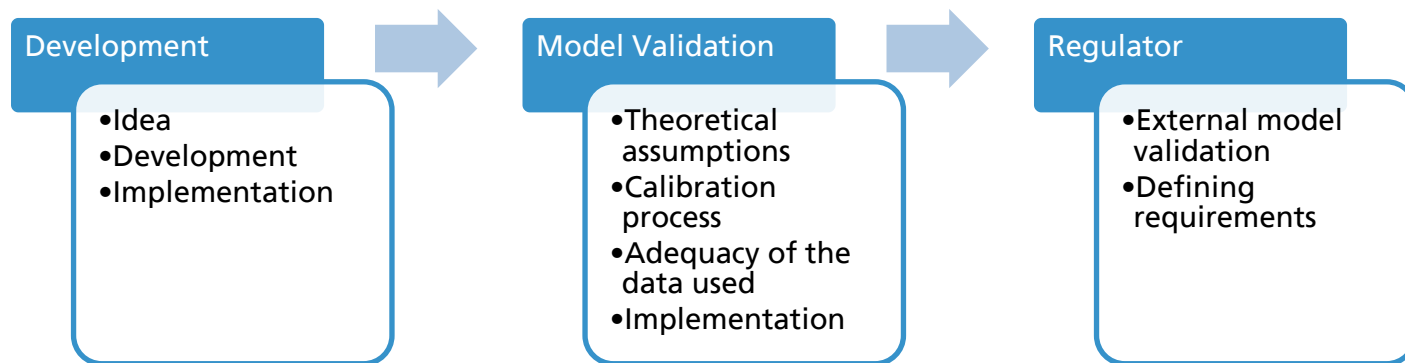 Development
•Idea
•Development
•Implementation
Model Validation
•Theoretical
assumptions
•Calibration
process
•Adequacy of the
data used
•Implementation
Regulator
•External model
validation
•Defining
requirements